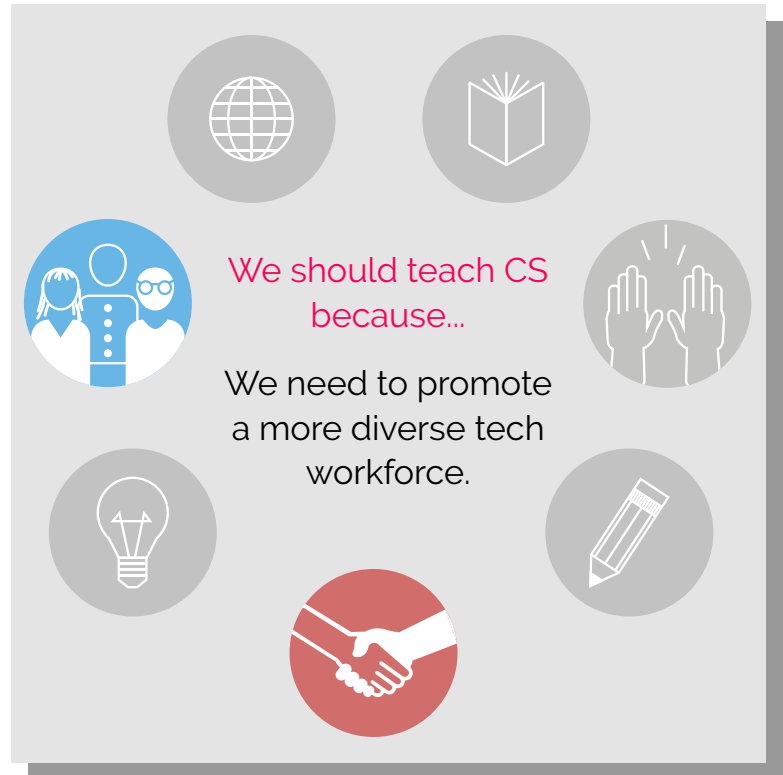 We should teach CS
because...
We need to promote
a more diverse tech
workforce.